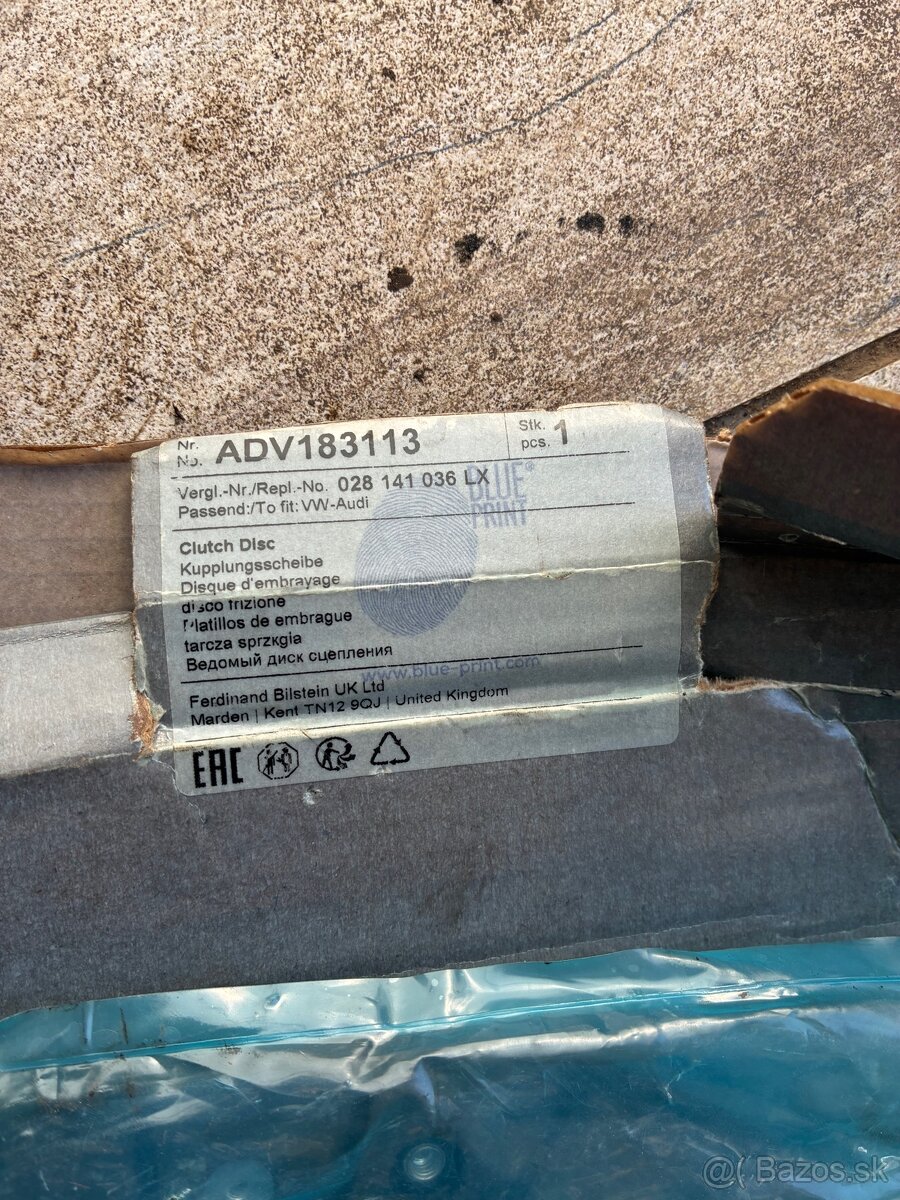 Nr.
No. ADV183113
Stk.
pcs. 1
Vergl.-Nr./Repl.-No. 028 141 036 LX
Passend:/To fit: VW-Audi
BLUE
PRINT
Clutch Disc
Kupplungsscheibe
Disque d'embrayage
disco frizione
Platillos de embrague
tarcza sprzkgia
Ведомый диск сцепления
www.blue-print.com
Ferdinand Bilstein UK Ltd
Marden | Kent TN12 9QJ | United Kingdom
EAC
@( Bazos.sk